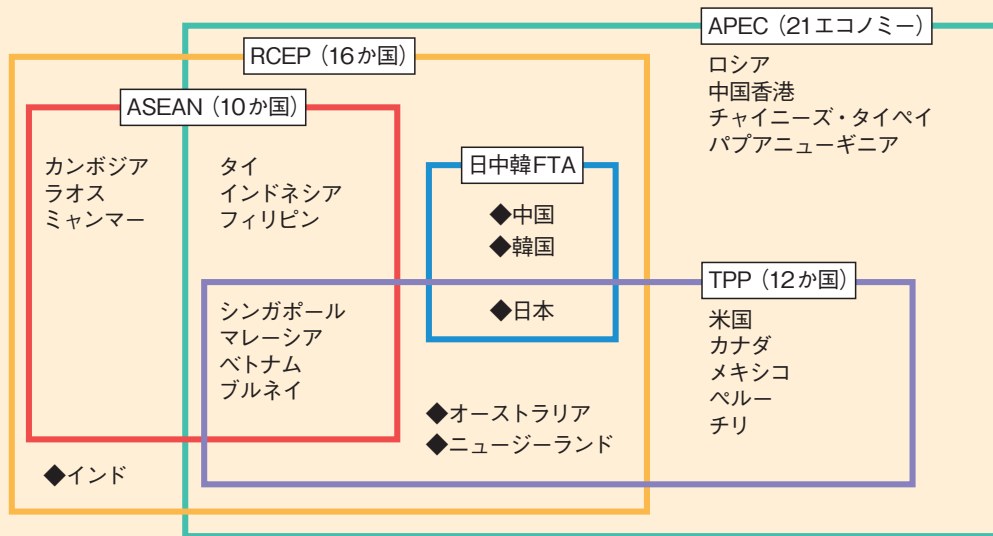 APEC（21エコノミー）
ロシア
中国香港
チャイニーズ・タイペイ
パプアニューギニア
RCEP（16か国）
ASEAN（10か国）
カンボジア
ラオス
ミャンマー
タイ
インドネシア
フィリピン
日中韓FTA
◆中国
◆韓国
◆日本
シンガポール
マレーシア
ベトナム
ブルネイ
TPP（12か国）
米国
カナダ
メキシコ
ペルー
チリ
◆オーストラリア
◆ニュージーランド
◆インド